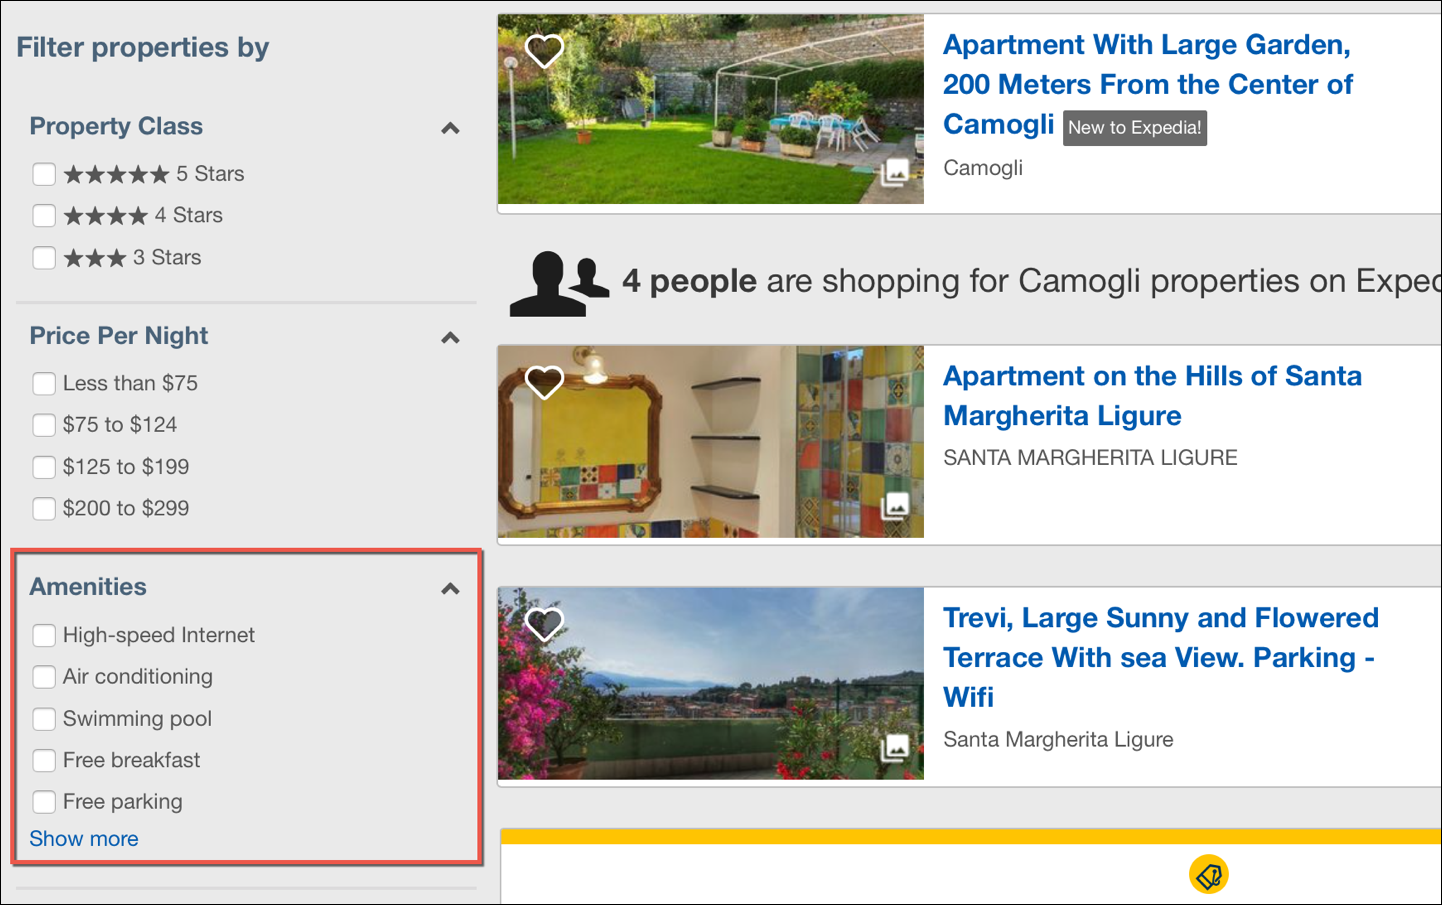 Filter properties by
Property Class
5 Stars
4 Stars
3 Stars
Price Per Night
Less than $75
$75 to $124
$125 to $199
$200 to $299
Amenities
High-speed Internet
Air conditioning
Swimming pool
Free breakfast
Free parking
Show more
Apartment With Large Garden,
200 Meters From the Center of
Camogli New to Expedia!
Camogli
4 people are shopping for Camogli properties on Exped
Apartment on the Hills of Santa
Margherita Ligure
SANTA MARGHERITA LIGURE
Trevi, Large Sunny and Flowered
Terrace With sea View. Parking -
Wifi
Santa Margherita Ligure